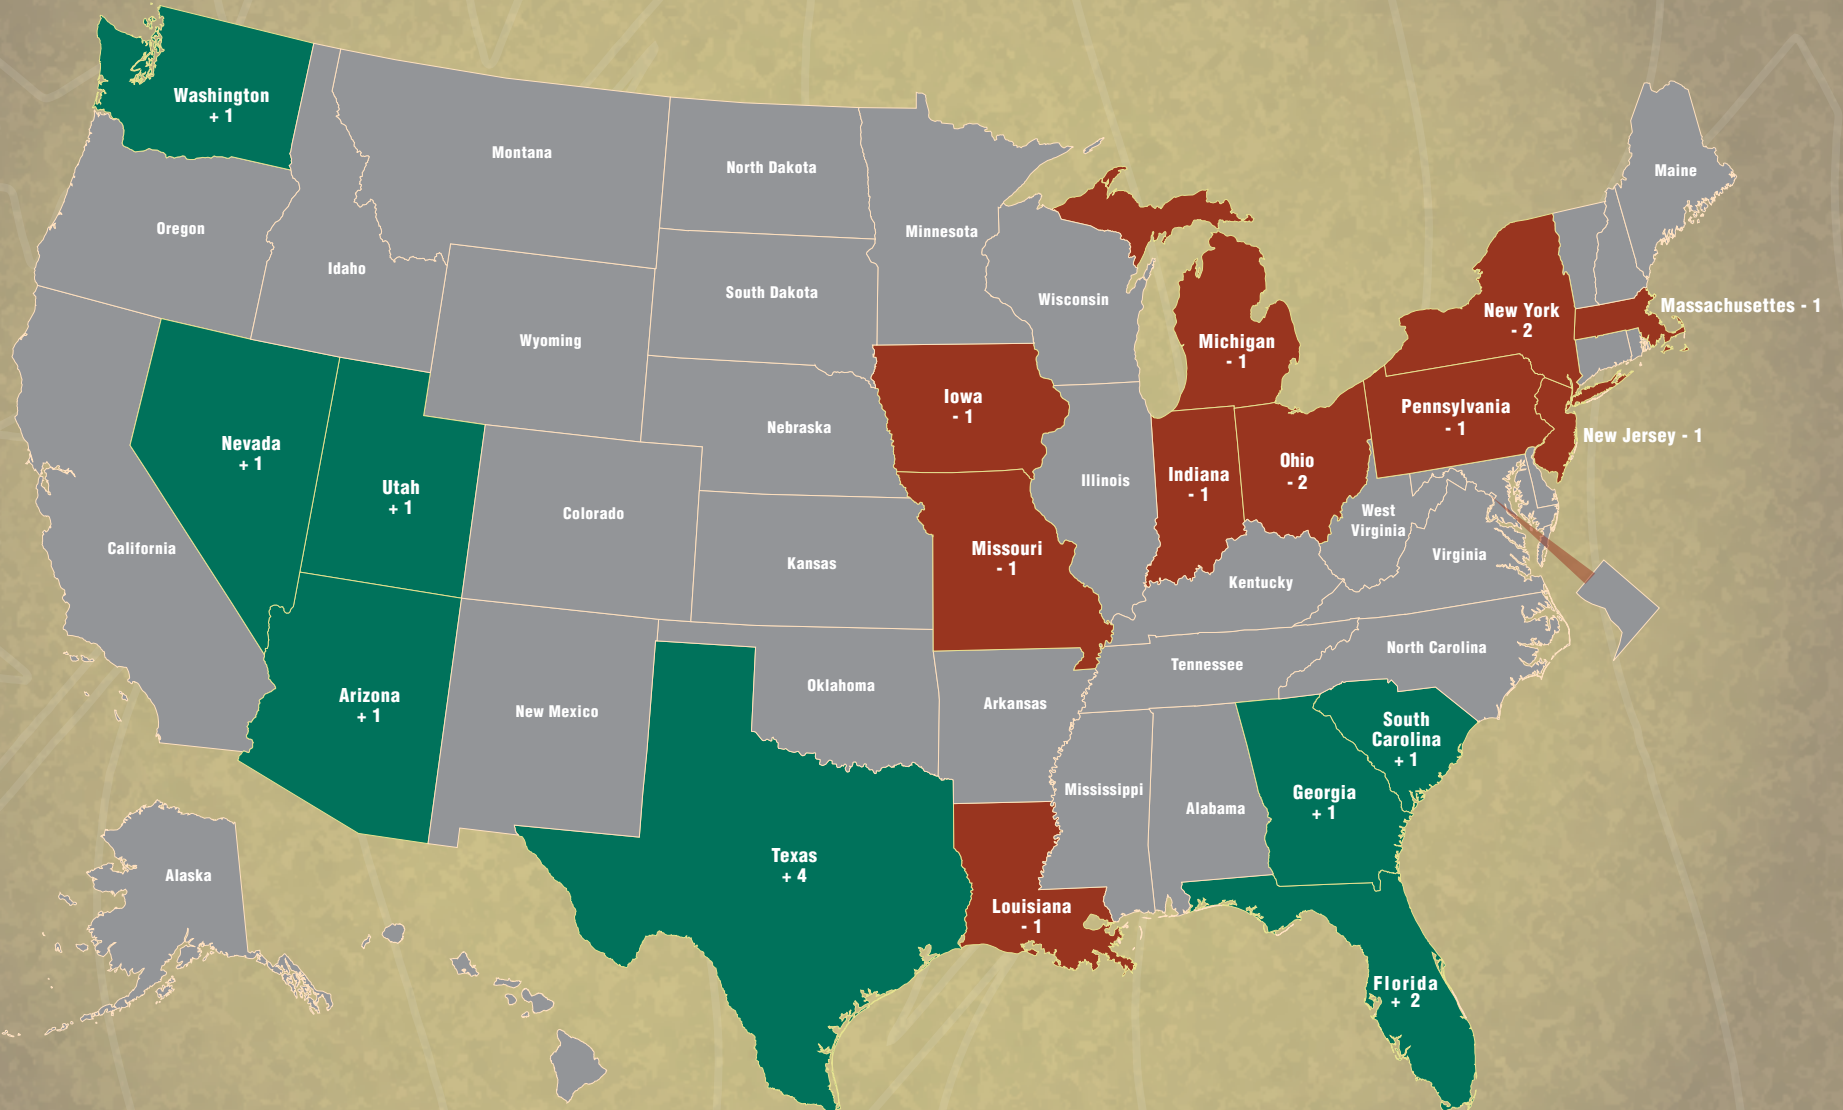 Washington
+ 1
Montana
North Dakota
Minnesota
Maine
Oregon
Idaho
South Dakota
Wisconsin
Wyoming
Michigan
- 1
New York
- 2
Massachusettes - 1
Nevada
+ 1
Utah
+ 1
Nebraska
Iowa
- 1
Pennsylvania
- 1
New Jersey - 1
California
Colorado
Kansas
Missouri
- 1
Illinois
Indiana
- 1
Ohio
- 2
West
Virginia
Virginia
Kentucky
Arizona
+ 1
New Mexico
Oklahoma
Arkansas
Tennessee
North Carolina
South
Carolina
+ 1
Texas
+ 4
Louisiana
- 1
Mississippi
Alabama
Georgia
+ 1
Florida
+ 2
Alaska